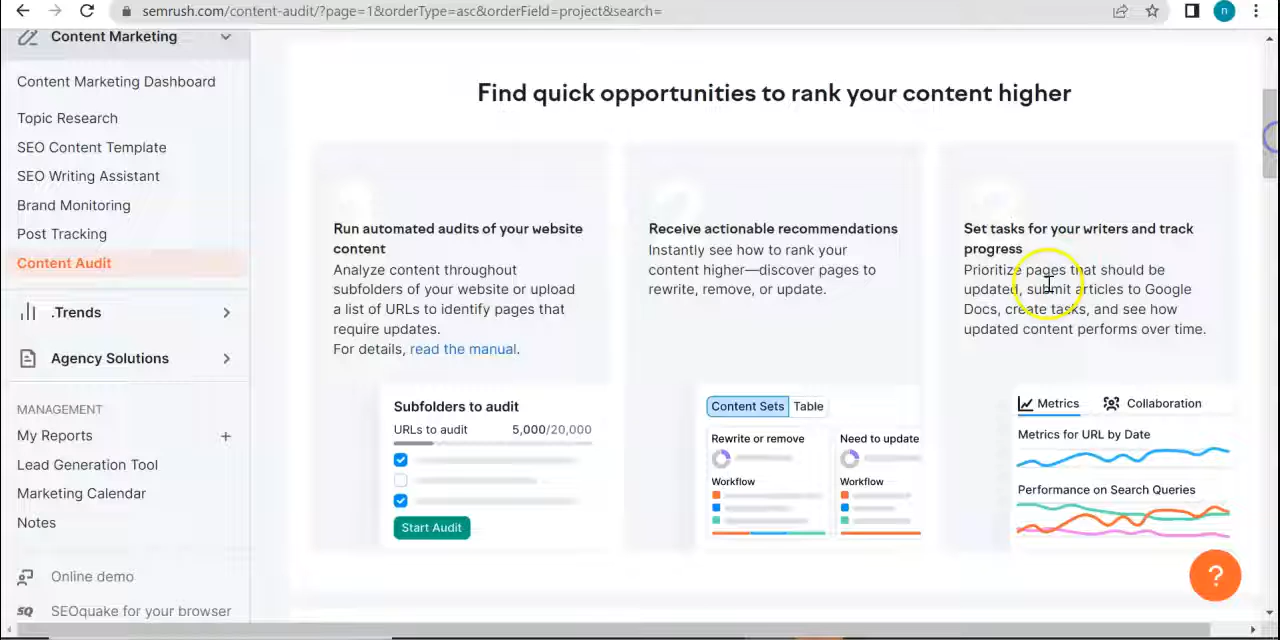 semrush.com/content-audit/?page=1&orderType=asc&orderField=project&search=
n
Content Marketing
Content Marketing Dashboard
Topic Research
SEO Content Template
SEO Writing Assistant
Brand Monitoring
Post Tracking
Content Audit
.Trends
Agency Solutions
MANAGEMENT
My Reports +
Lead Generation Tool
Marketing Calendar
Notes
Online demo
SQ SEOquake for your browser
Find quick opportunities to rank your content higher
1
Run automated audits of your website
content
Analyze content throughout
subfolders of your website or upload
a list of URLs to identify pages that
require updates.
For details, read the manual.
Subfolders to audit
URLs to audit 5,000/20,000
Start Audit
2
Receive actionable recommendations
Instantly see how to rank your
content higher—discover pages to
rewrite, remove, or update.
Content Sets Table
Rewrite or remove
Workflow
Need to update
Workflow
3
Set tasks for your writers and track
progress
Prioritize pages that should be
updated, submit articles to Google
Docs, create tasks, and see how
updated content performs over time.
Metrics Collaboration
Metrics for URL by Date
Performance on Search Queries
?